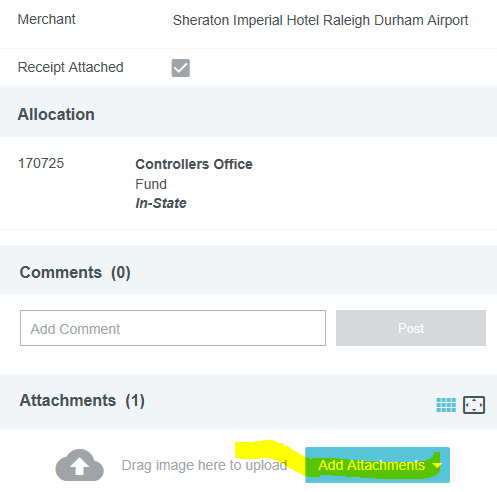 Merchant Sheraton Imperial Hotel Raleigh Durham Airport
Receipt Attached
Allocation
170725 Controllers Office
Fund
In-State
Comments (0)
Add Comment Post
Attachments (1)
Drag image here to upload Add Attachments